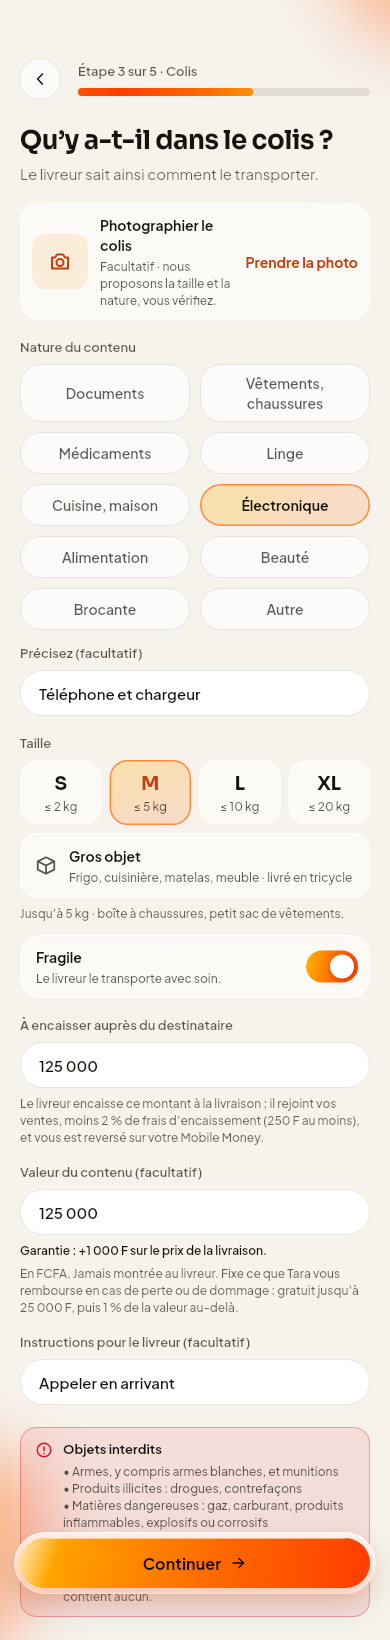 Étape 3 sur 5 · Colis
Qu’y a-t-il dans le colis ?
Le livreur sait ainsi comment le transporter.
Photographier le
colis
Facultatif · nous
proposons la taille et la
nature, vous vérifiez.
Prendre la photo
Nature du contenu
Documents
Vêtements,
chaussures
Médicaments
Linge
Cuisine, maison
Électronique
Alimentation
Beauté
Brocante
Autre
Précisez (facultatif)
Téléphone et chargeur
Taille
S
≤ 2 kg
M
≤ 5 kg
L
≤ 10 kg
XL
≤ 20 kg
Gros objet
Frigo, cuisinière, matelas, meuble · livré en tricycle
Jusqu’à 5 kg · boîte à chaussures, petit sac de vêtements.
Fragile
Le livreur le transporte avec soin.
À encaisser auprès du destinataire
125 000
Le livreur encaisse ce montant à la livraison ; il rejoint vos
ventes, moins 2 % de frais d’encaissement (250 F au moins),
et vous est reversé sur votre Mobile Money.
Valeur du contenu (facultatif)
125 000
Garantie : +1 000 F sur le prix de la livraison.
En FCFA. Jamais montrée au livreur. Fixe ce que Tara vous
rembourse en cas de perte ou de dommage : gratuit jusqu’à
25 000 F, puis 1 % de la valeur au-delà.
Instructions pour le livreur (facultatif)
Appeler en arrivant
Objets interdits
• Armes, y compris armes blanches, et munitions
• Produits illicites : drogues, contrefaçons
• Matières dangereuses : gaz, carburant, produits
inflammables, explosifs ou corrosifs
Continuer
contient aucun.